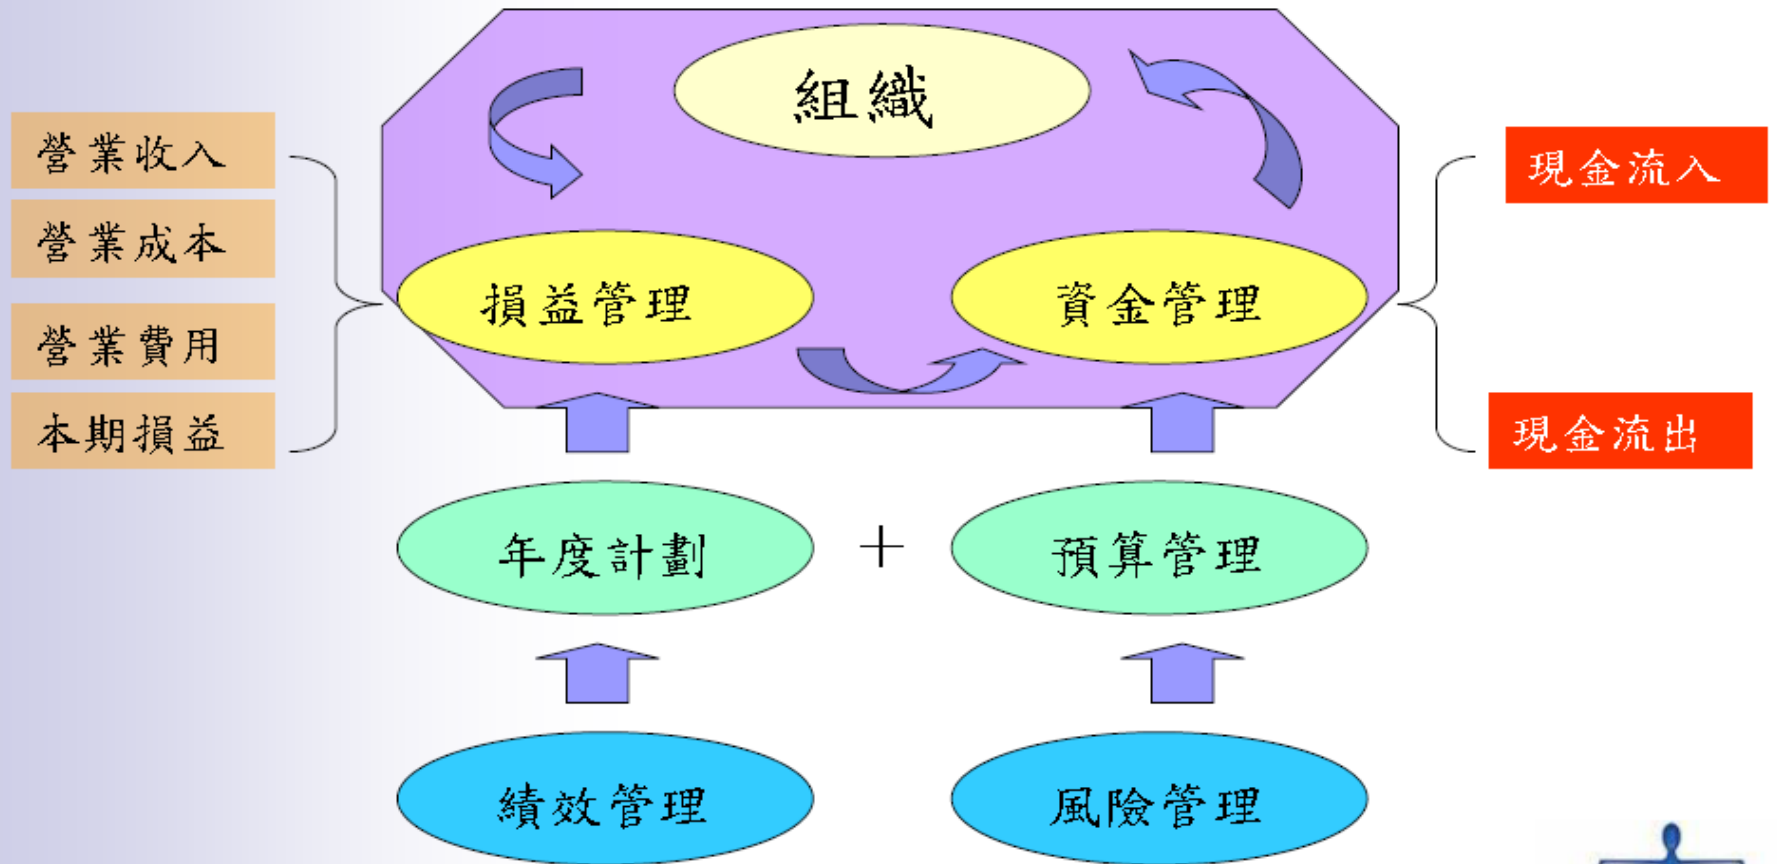 組織
營業收入
營業成本
營業費用
本期損益
損益管理
資金管理
現金流入
現金流出
年度計劃
+
預算管理
績效管理
風險管理